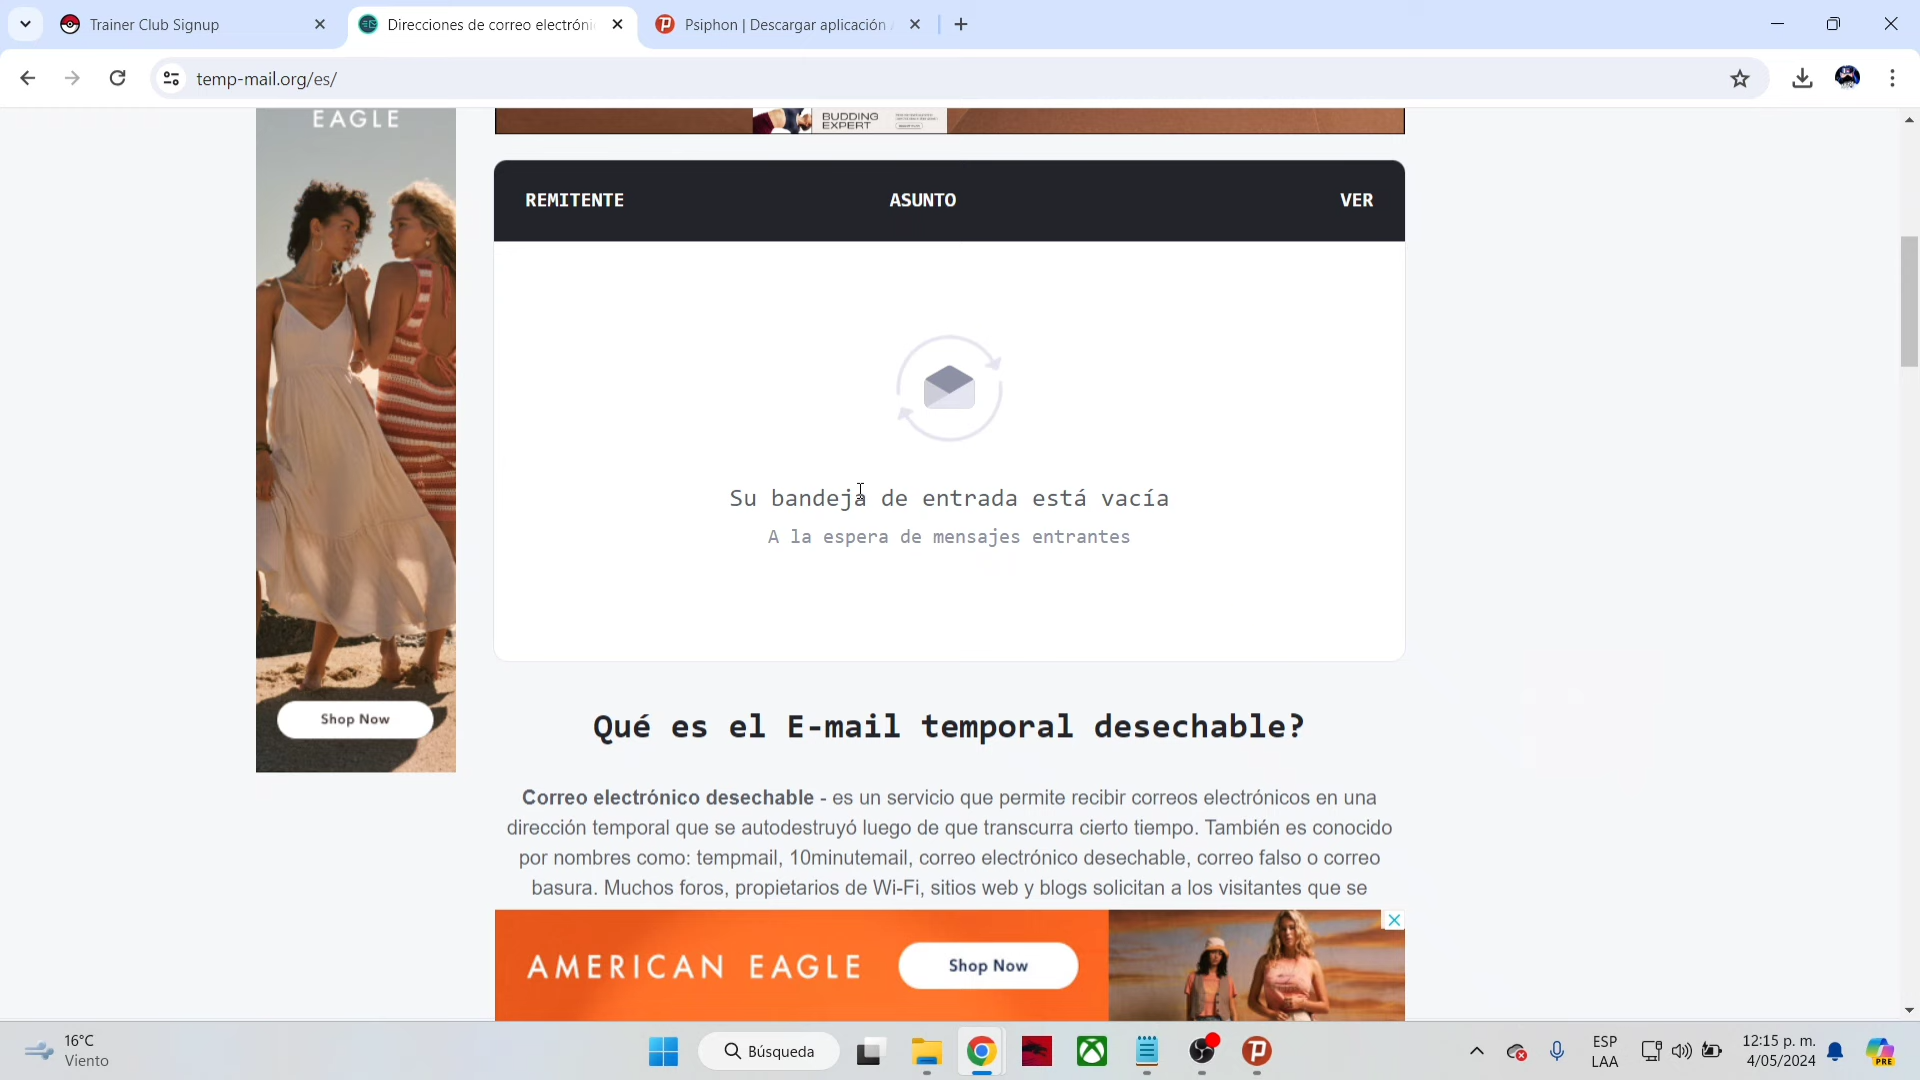 Trainer Club Signup
Direcciones de correo electróni
Psiphon | Descargar aplicación
temp-mail.org/es/
EAGLE
BUDDING
EXPERT
REMITENTE
ASUNTO
VER
Su bandeja de entrada está vacía
A la espera de mensajes entrantes
Shop Now
Qué es el E-mail temporal desechable?
Correo electrónico desechable - es un servicio que permite recibir correos electrónicos en una
dirección temporal que se autodestruyó luego de que transcurra cierto tiempo. También es conocido
por nombres como: tempmail, 10minutemail, correo electrónico desechable, correo falso o correo
basura. Muchos foros, propietarios de Wi-Fi, sitios web y blogs solicitan a los visitantes que se
AMERICAN EAGLE
Shop Now
16°C
Viento
Búsqueda
ESP
LAA
12:15 p. m.
4/05/2024
PRE